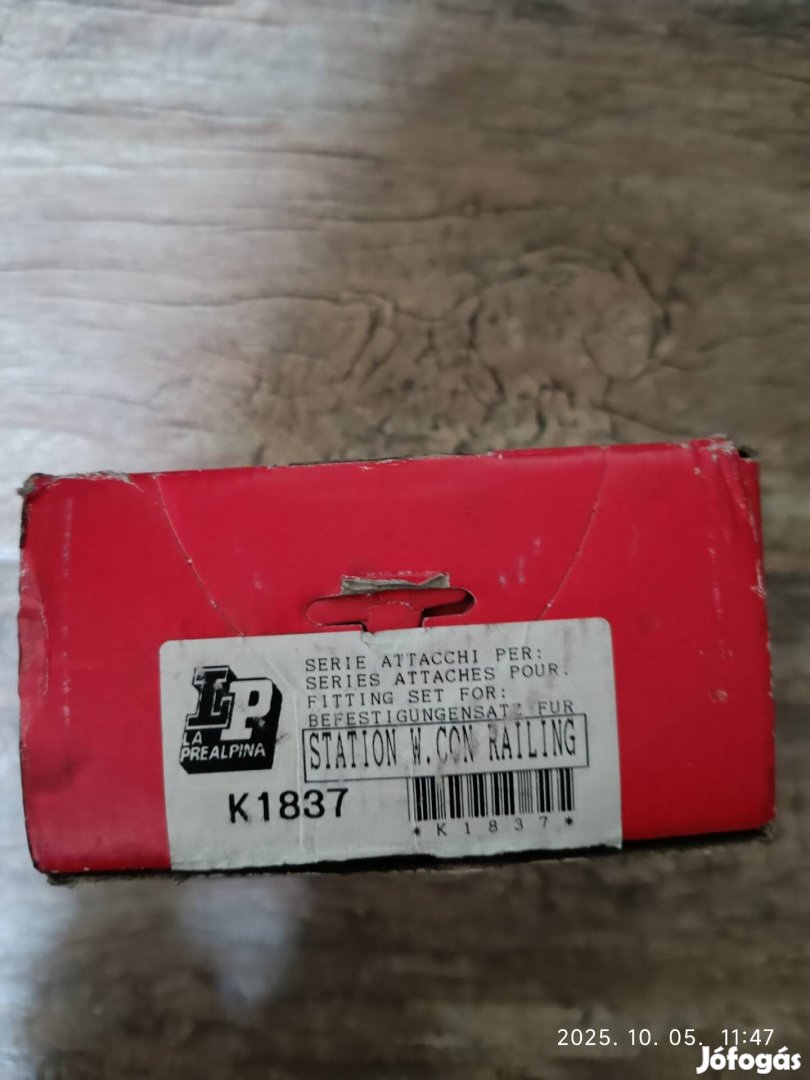 LP
LA
PREALPINA
SERIE ATTACCHI PER:
SERIES ATTACHES POUR:
FITTING SET FOR:
BEFESTIGUNGENSATZ FUR
STATION W. CON RAILING
K1837
*K1837*
2025. 10. 05. 11:47
Jófogás